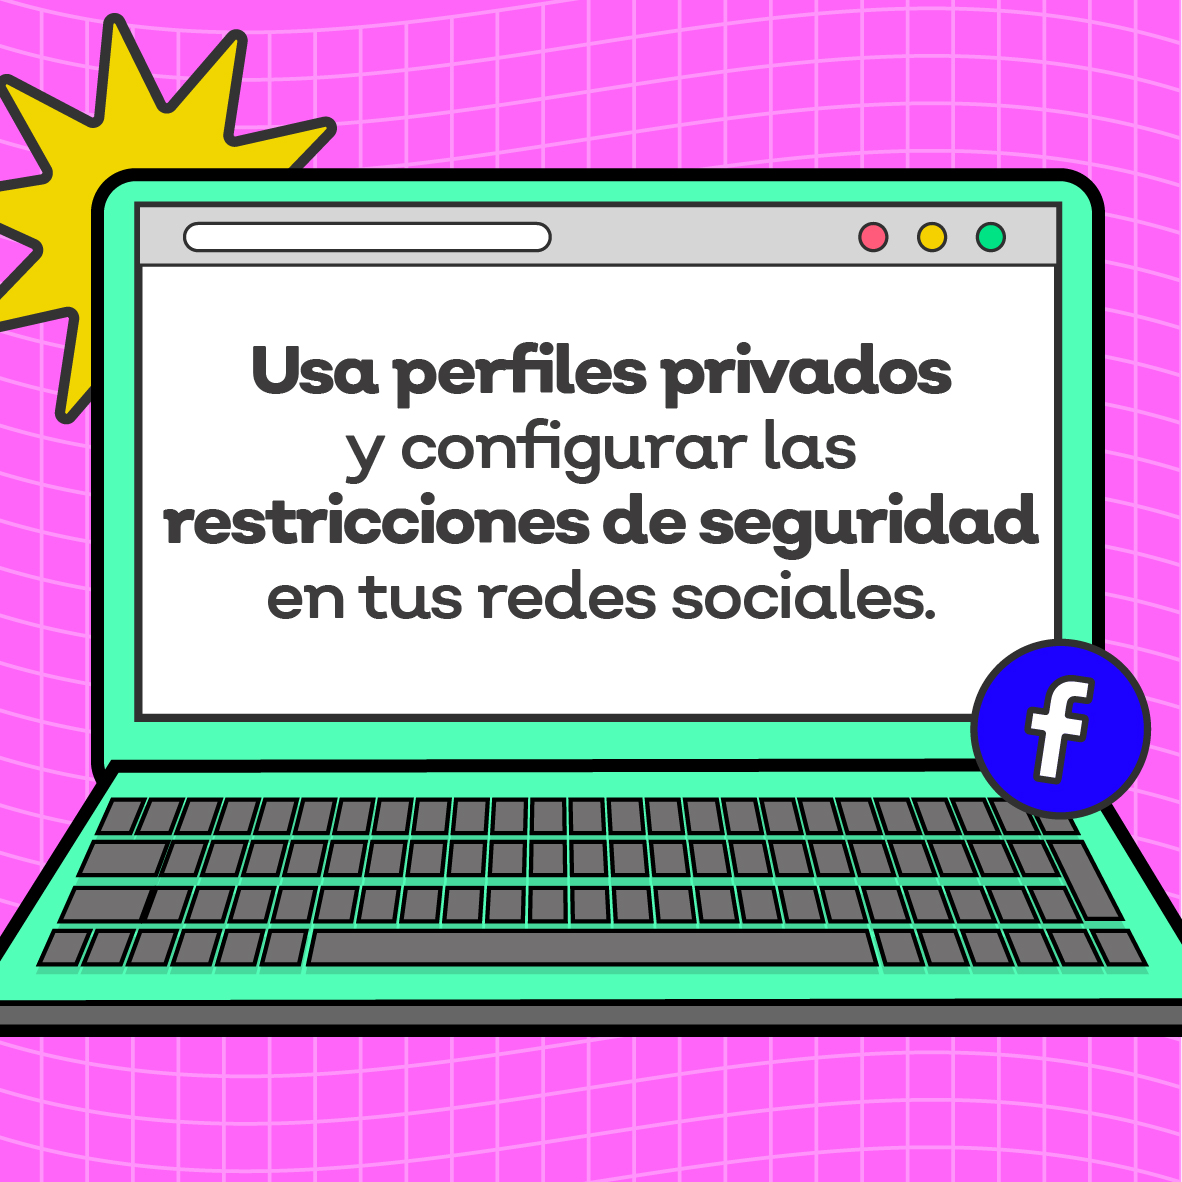 Usa perfiles privados
y configurar las
restricciones de seguridad
en tus redes sociales.
f